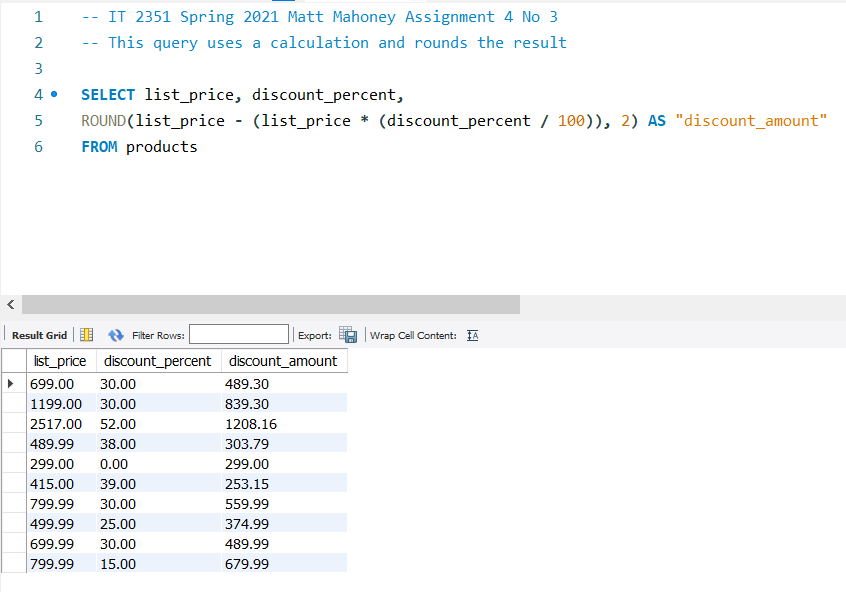 1 -- IT 2351 Spring 2021 Matt Mahoney Assignment 4 No 3
2 -- This query uses a calculation and rounds the result
3
4 SELECT list_price, discount_percent,
5 ROUND(list_price - (list_price * (discount_percent / 100)), 2) AS "discount_amount"
6 FROM products
Result Grid Filter Rows: Export: Wrap Cell Content: IA
list_price discount_percent discount_amount
699.00 30.00 489.30
1199.00 30.00 839.30
2517.00 52.00 1208.16
489.99 38.00 303.79
299.00 0.00 299.00
415.00 39.00 253.15
799.99 30.00 559.99
499.99 25.00 374.99
699.99 30.00 489.99
799.99 15.00 679.99